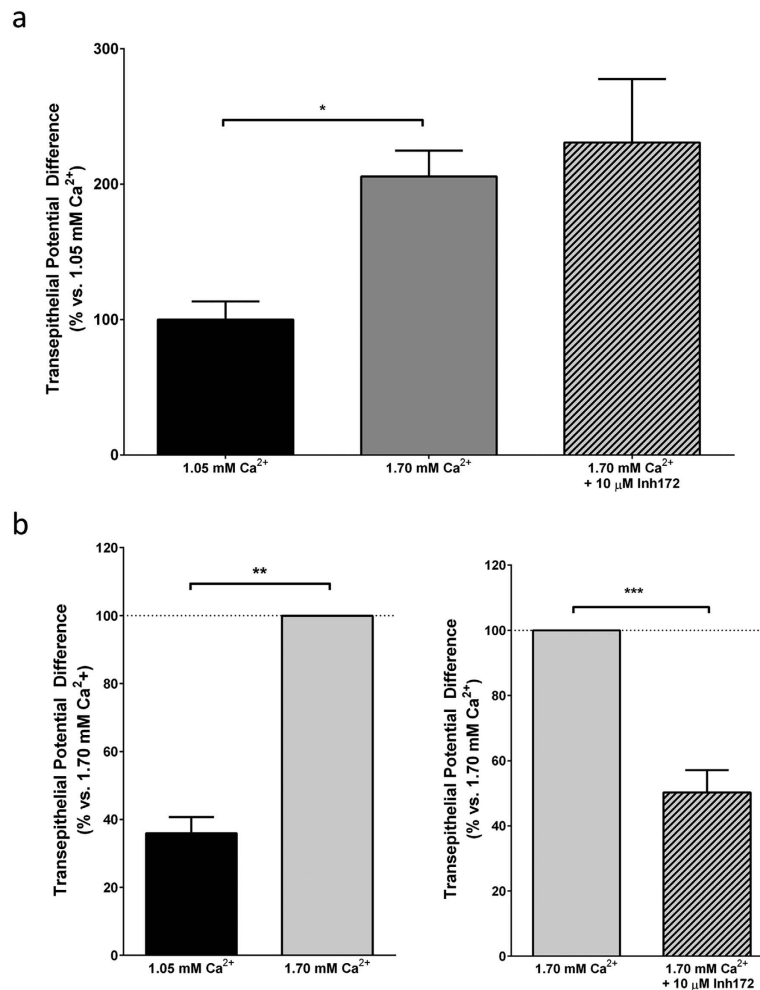 a
Transepithelial Potential Difference
(% vs. 1.05 mM Ca²⁺)
300
200
100
0
*
1.05 mM Ca²⁺
1.70 mM Ca²⁺
1.70 mM Ca²⁺
+ 10 μM Inh172
b
Transepithelial Potential Difference
(% vs. 1.70 mM Ca2+)
120
100
80
60
40
20
0
**
1.05 mM Ca²⁺
1.70 mM Ca²⁺
Transepithelial Potential Difference
(% vs. 1.70 mM Ca²⁺)
120
100
80
60
40
20
0
***
1.70 mM Ca²⁺
1.70 mM Ca²⁺
+ 10 μM Inh172